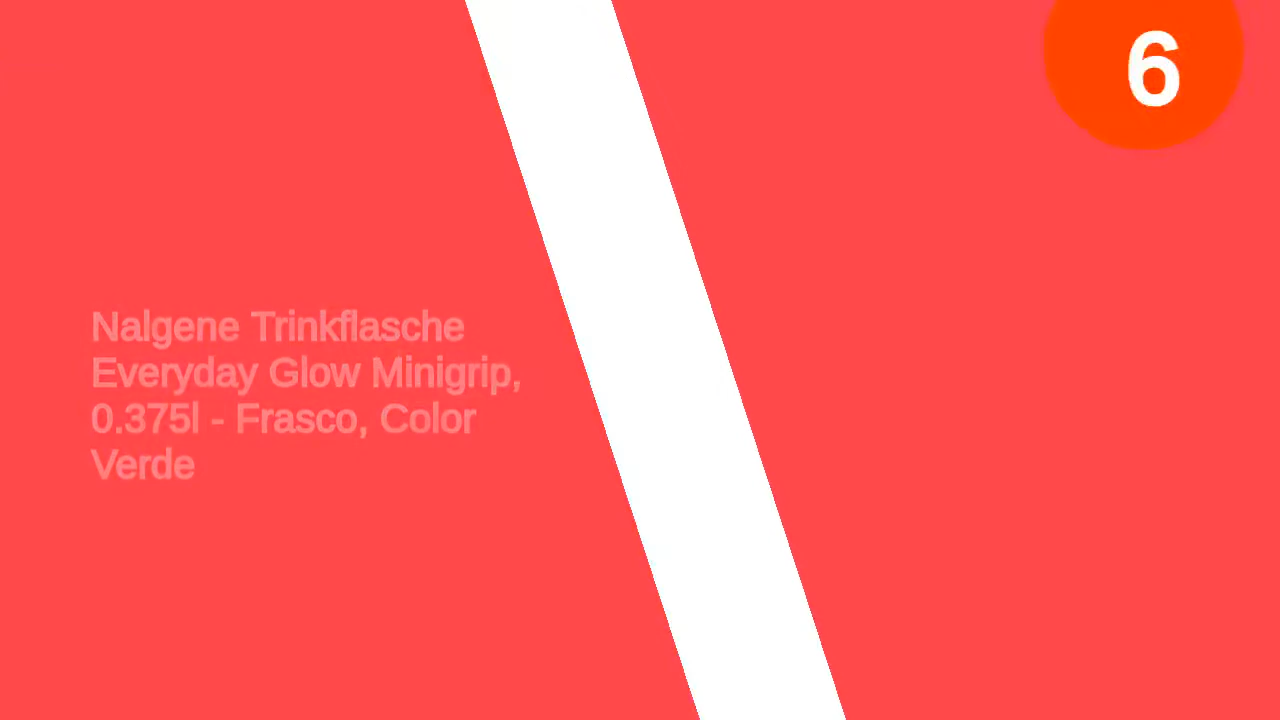 6
Nalgene Trinkflasche
Everyday Glow Minigrip,
0.375l - Frasco, Color
Verde